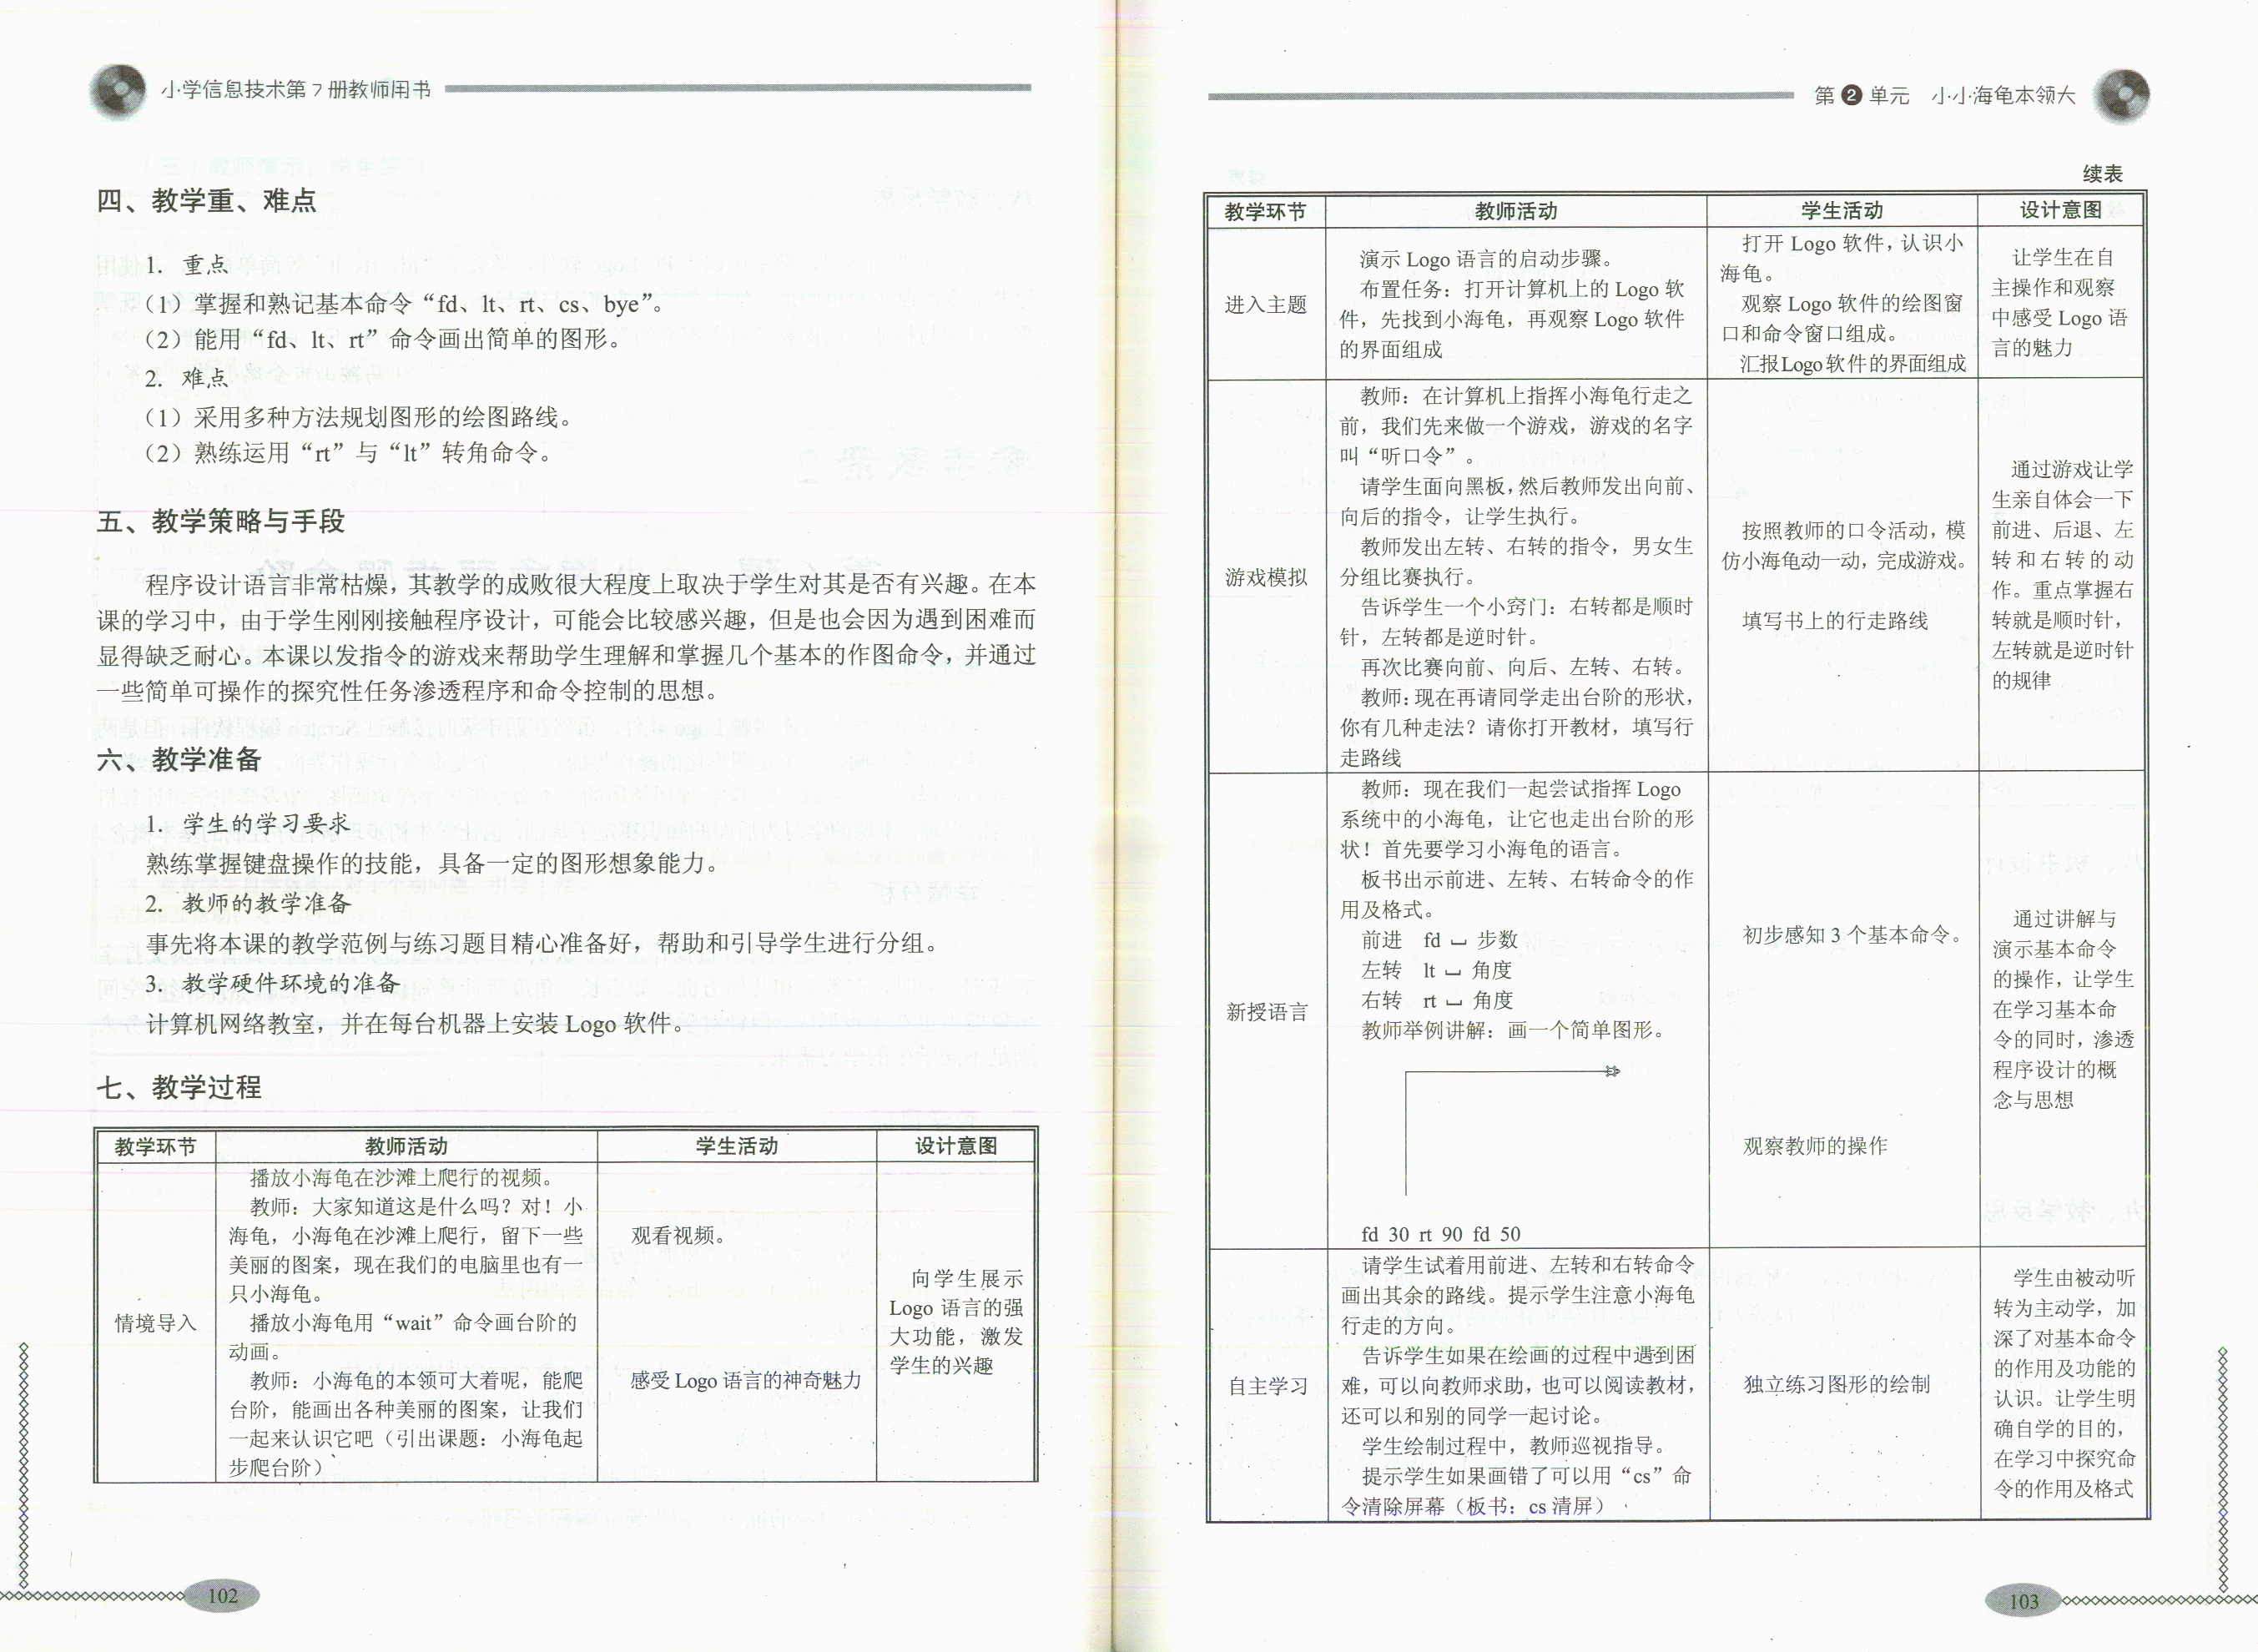 小学信息技术第7册教师用书
四、教学重、难点
1. 重点
（1）掌握和熟记基本命令“fd、lt、rt、cs、bye”。
（2）能用“fd、lt、rt”命令画出简单的图形。
2. 难点
（1）采用多种方法规划图形的绘图路线。
（2）熟练运用“rt”与“lt”转角命令。
五、教学策略与手段
程序设计语言非常枯燥，其教学的成败很大程度上取决于学生对其是否有兴趣。在本
课的学习中，由于学生刚刚接触程序设计，可能会比较感兴趣，但是也会因为遇到困难而
显得缺乏耐心。本课以发指令的游戏来帮助学生理解和掌握几个基本的作图命令，并通过
一些简单可操作的探究性任务渗透程序和命令控制的思想。
六、教学准备
1. 学生的学习要求
熟练掌握键盘操作的技能，具备一定的图形想象能力。
2. 教师的教学准备
事先将本课的教学范例与练习题目精心准备好，帮助和引导学生进行分组。
3. 教学硬件环境的准备
计算机网络教室，并在每台机器上安装 Logo 软件。
七、教学过程
教学环节 教师活动 学生活动 设计意图
情境导入
播放小海龟在沙滩上爬行的视频。
教师：大家知道这是什么吗？对！小
海龟，小海龟在沙滩上爬行，留下一些
美丽的图案，现在我们的电脑里也有一
只小海龟。
播放小海龟用“wait”命令画台阶的
动画。
教师：小海龟的本领可大着呢，能爬
台阶，能画出各种美丽的图案，让我们
一起来认识它吧（引出课题：小海龟起
步爬台阶）
观看视频。
感受 Logo 语言的神奇魅力
向学生展示
Logo 语言的强
大功能，激发
学生的兴趣
102
第2单元 小小海龟本领大
续表
教学环节 教师活动 学生活动 设计意图
进入主题
演示 Logo 语言的启动步骤。
布置任务：打开计算机上的 Logo 软
件，先找到小海龟，再观察 Logo 软件
的界面组成
打开 Logo 软件，认识小
海龟。
观察 Logo 软件的绘图窗
口和命令窗口组成。
汇报 Logo 软件的界面组成
让学生在自
主操作和观察
中感受 Logo 语
言的魅力
游戏模拟
教师：在计算机上指挥小海龟行走之
前，我们先来做一个游戏，游戏的名字
叫“听口令”。
请学生面向黑板，然后教师发出向前、
向后的指令，让学生执行。
教师发出左转、右转的指令，男女生
分组比赛执行。
告诉学生一个小窍门：右转都是顺时
针，左转都是逆时针。
再次比赛向前、向后、左转、右转。
教师：现在再请同学走出台阶的形状，
你有几种走法？请你打开教材，填写行
走路线
按照教师的口令活动，模
仿小海龟动一动，完成游戏。
填写书上的行走路线
通过游戏让学
生亲自体会一下
前进、后退、左
转和右转的动
作。重点掌握右
转就是顺时针，
左转就是逆时针
的规律
新授语言
教师：现在我们一起尝试指挥 Logo
系统中的小海龟，让它也走出台阶的形
状！首先要学习小海龟的语言。
板书出示前进、左转、右转命令的作
用及格式。
前进 fd ⌴ 步数
左转 lt ⌴ 角度
右转 rt ⌴ 角度
教师举例讲解：画一个简单图形。
fd 30 rt 90 fd 50
初步感知 3 个基本命令。
观察教师的操作
通过讲解与
演示基本命令
的操作，让学生
在学习基本命
令的同时，渗透
程序设计的概
念与思想
自主学习
请学生试着用前进、左转和右转命令
画出其余的路线。提示学生注意小海龟
行走的方向。
告诉学生如果在绘画的过程中遇到困
难，可以向教师求助，也可以阅读教材，
还可以和别的同学一起讨论。
学生绘制过程中，教师巡视指导。
提示学生如果画错了可以用“cs”命
令清除屏幕（板书：cs 清屏）
独立练习图形的绘制
学生由被动听
转为主动学，加
深了对基本命令
的作用及功能的
认识。让学生明
确自学的目的，
在学习中探究命
令的作用及格式
103